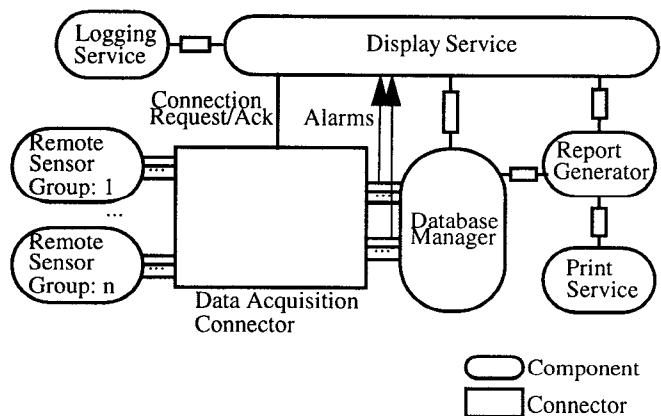 Logging
Service
Display Service
Connection
Request/Ack
Alarms
Remote
Sensor
Group: 1
...
...
Report
Generator
...
Database
Manager
...
Remote
Sensor
Group: n
...
...
Print
Service
Data Acquisition
Connector
Component
Connector